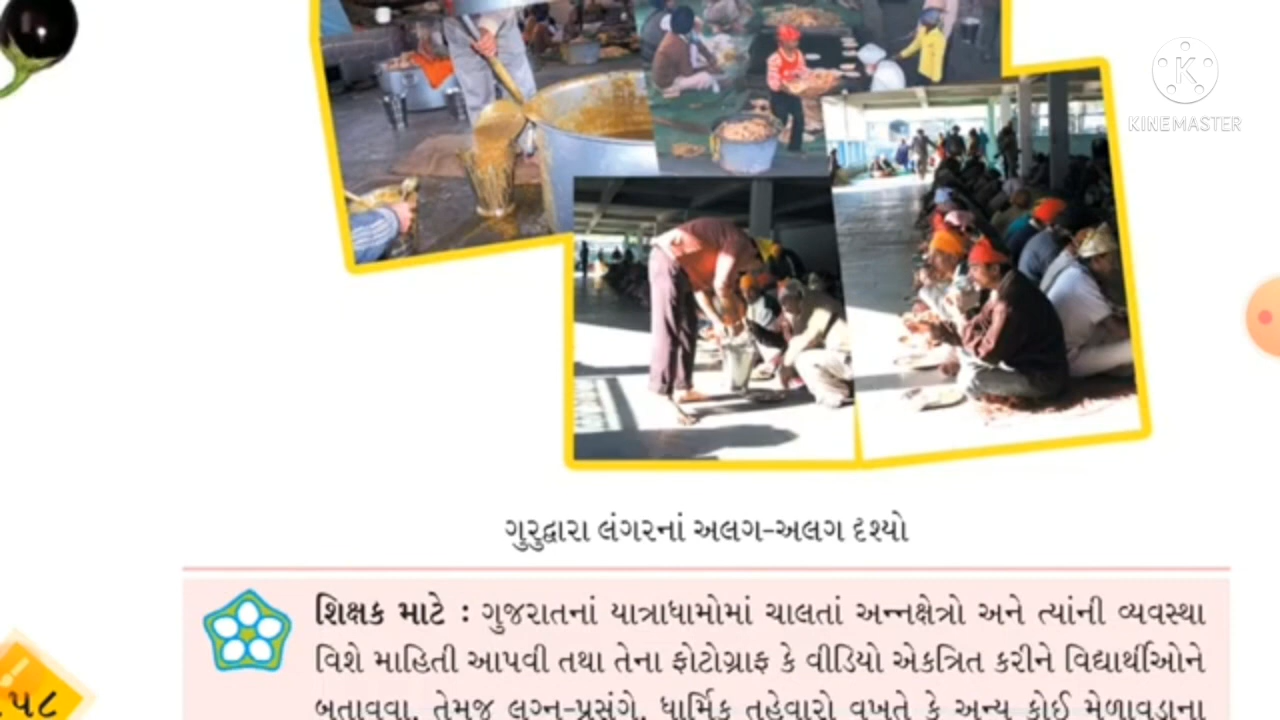 KINEMASTER
ગુરુદ્વારા લંગરનાં અલગ-અલગ દૃશ્યો
શિક્ષક માટે : ગુજરાતનાં યાત્રાધામોમાં ચાલતાં અન્નક્ષેત્રો અને ત્યાંની વ્યવસ્થા
વિશે માહિતી આપવી તથા તેના ફોટોગ્રાફ કે વીડિયો એકત્રિત કરીને વિદ્યાર્થીઓને
બતાવવા. તેમજ લગ્ન-પ્રસંગે, ધાર્મિક તહેવારો વખતે કે અન્ય કોઈ મેળાવડાના
૫૮